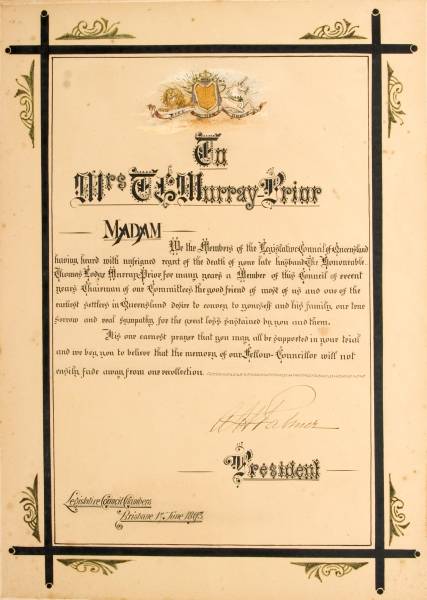 DIEU ET MON DROIT
To
Mrs T L Murray-Prior
MADAM
We the Members of the Legislative Council of Queensland
having heard with unfeigned regret of the death of your late husband The Honourable
Thomas Lodge Murray-Prior for many years a Member of this Council of recent
years Chairman of our Committees the good friend of most of us and one of the
earliest settlers in Queensland desire to convey to yourself and his family, our true
sorrow and real sympathy for the great loss sustained by you and them.
It is our earnest prayer that you may all be supported in your trial
and we beg you to believe that the memory of our Fellow-Councillor will not
easily fade away from our recollection.
A H Palmer
President
Legislative Council Chambers
Brisbane 1st June 1893